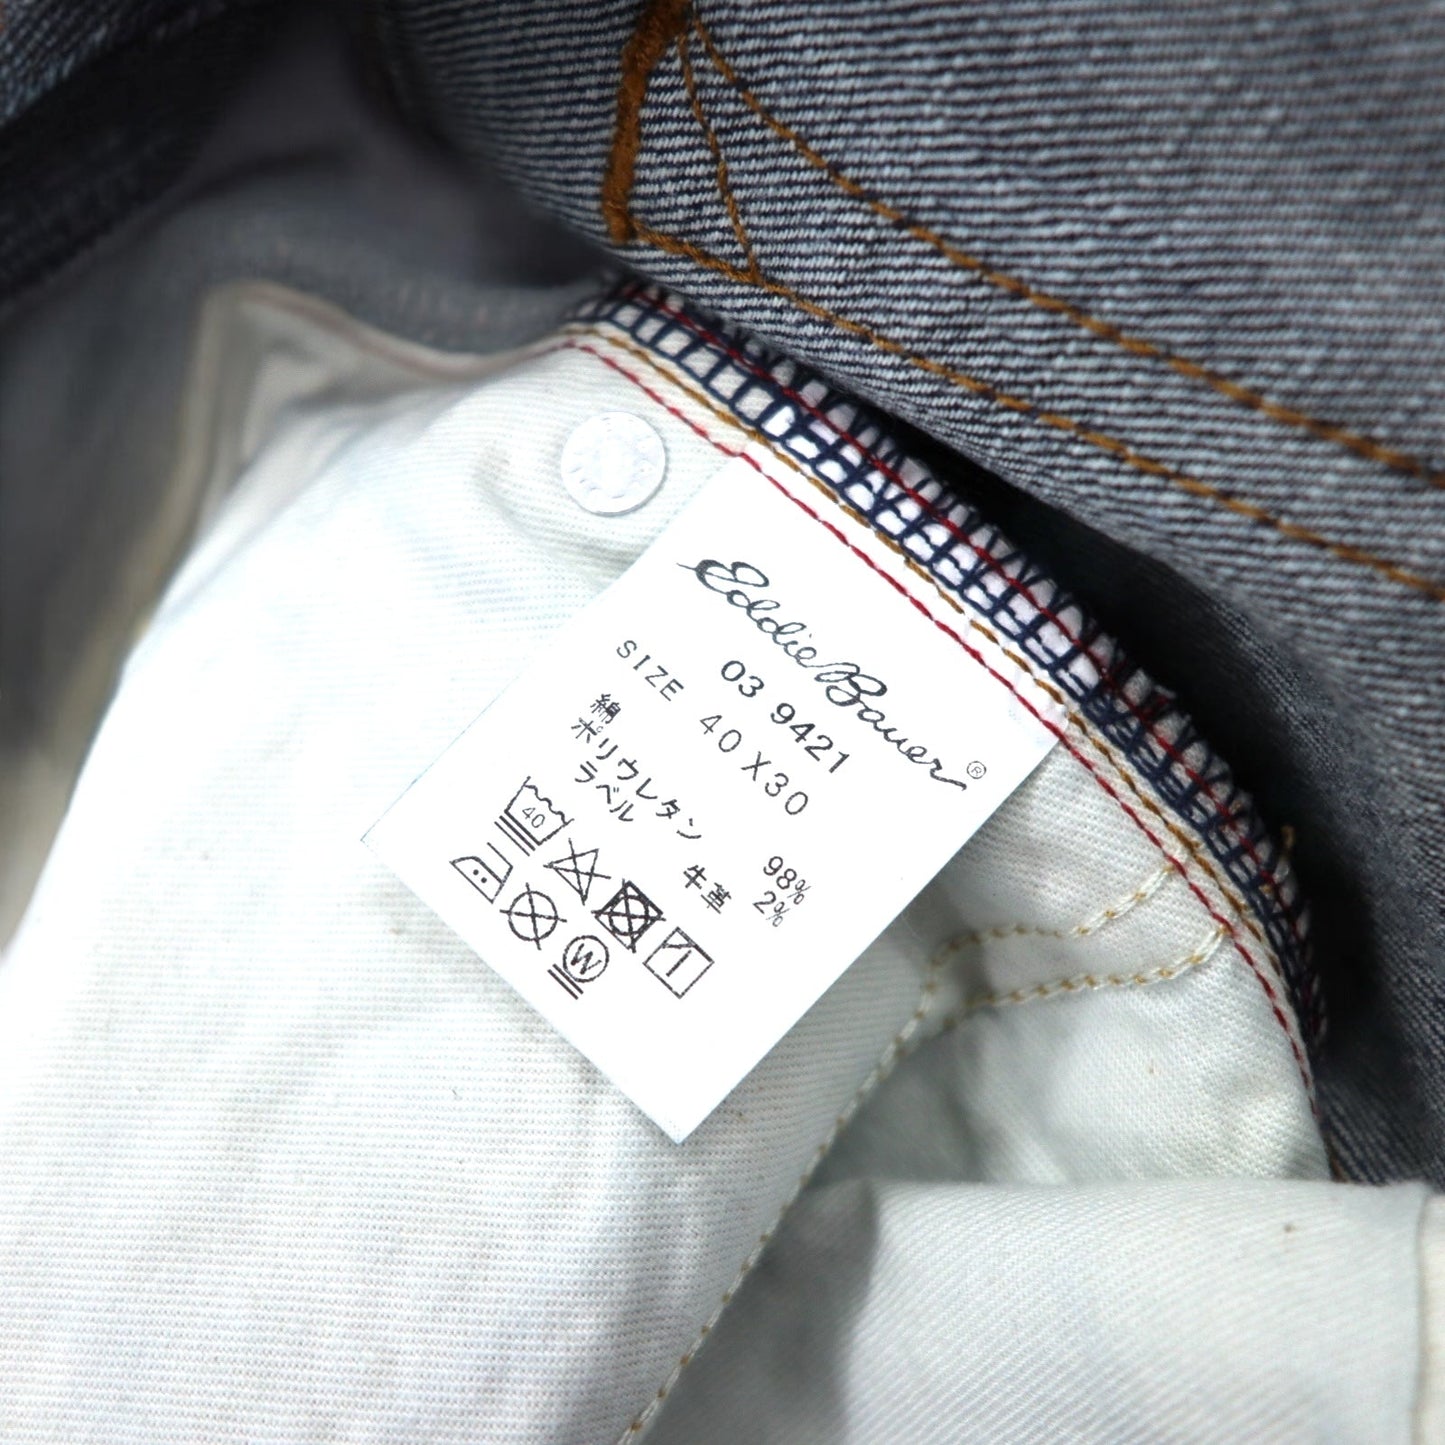 Eddie Bauer®
03 9421
SIZE 40X30
綿 98%
ポリウレタン 2%
ラベル 牛革
40
W